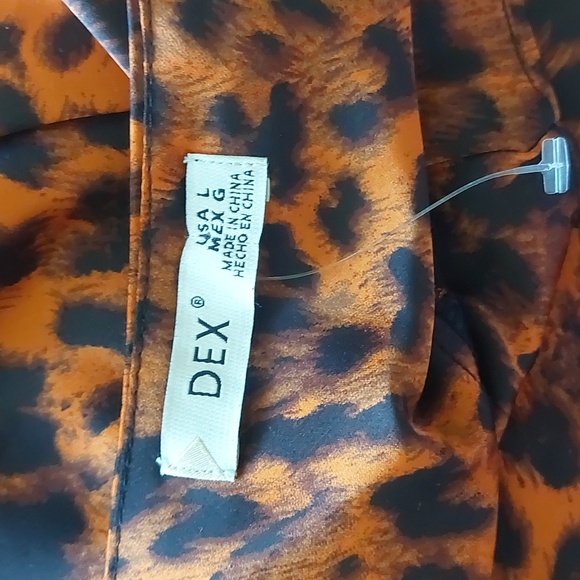 DEX®
USA L
MEX G
MADE IN CHINA
HECHO EN CHINA